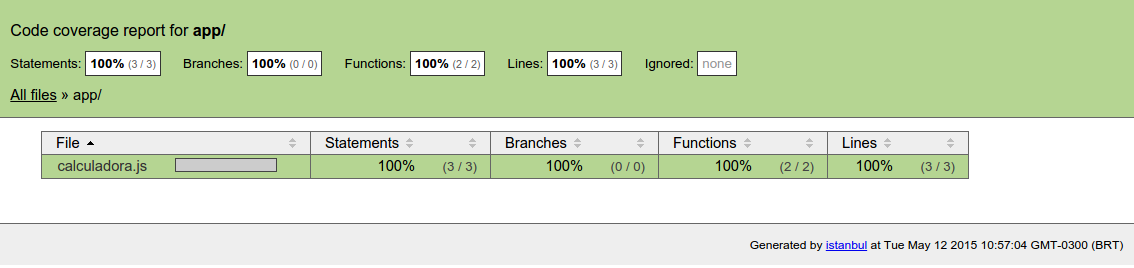 Code coverage report for app/
Statements: 100% (3 / 3) Branches: 100% (0 / 0) Functions: 100% (2 / 2) Lines: 100% (3 / 3) Ignored: none
All files » app/
File Statements Branches Functions Lines
calculadora.js 100% (3 / 3) 100% (0 / 0) 100% (2 / 2) 100% (3 / 3)
Generated by istanbul at Tue May 12 2015 10:57:04 GMT-0300 (BRT)